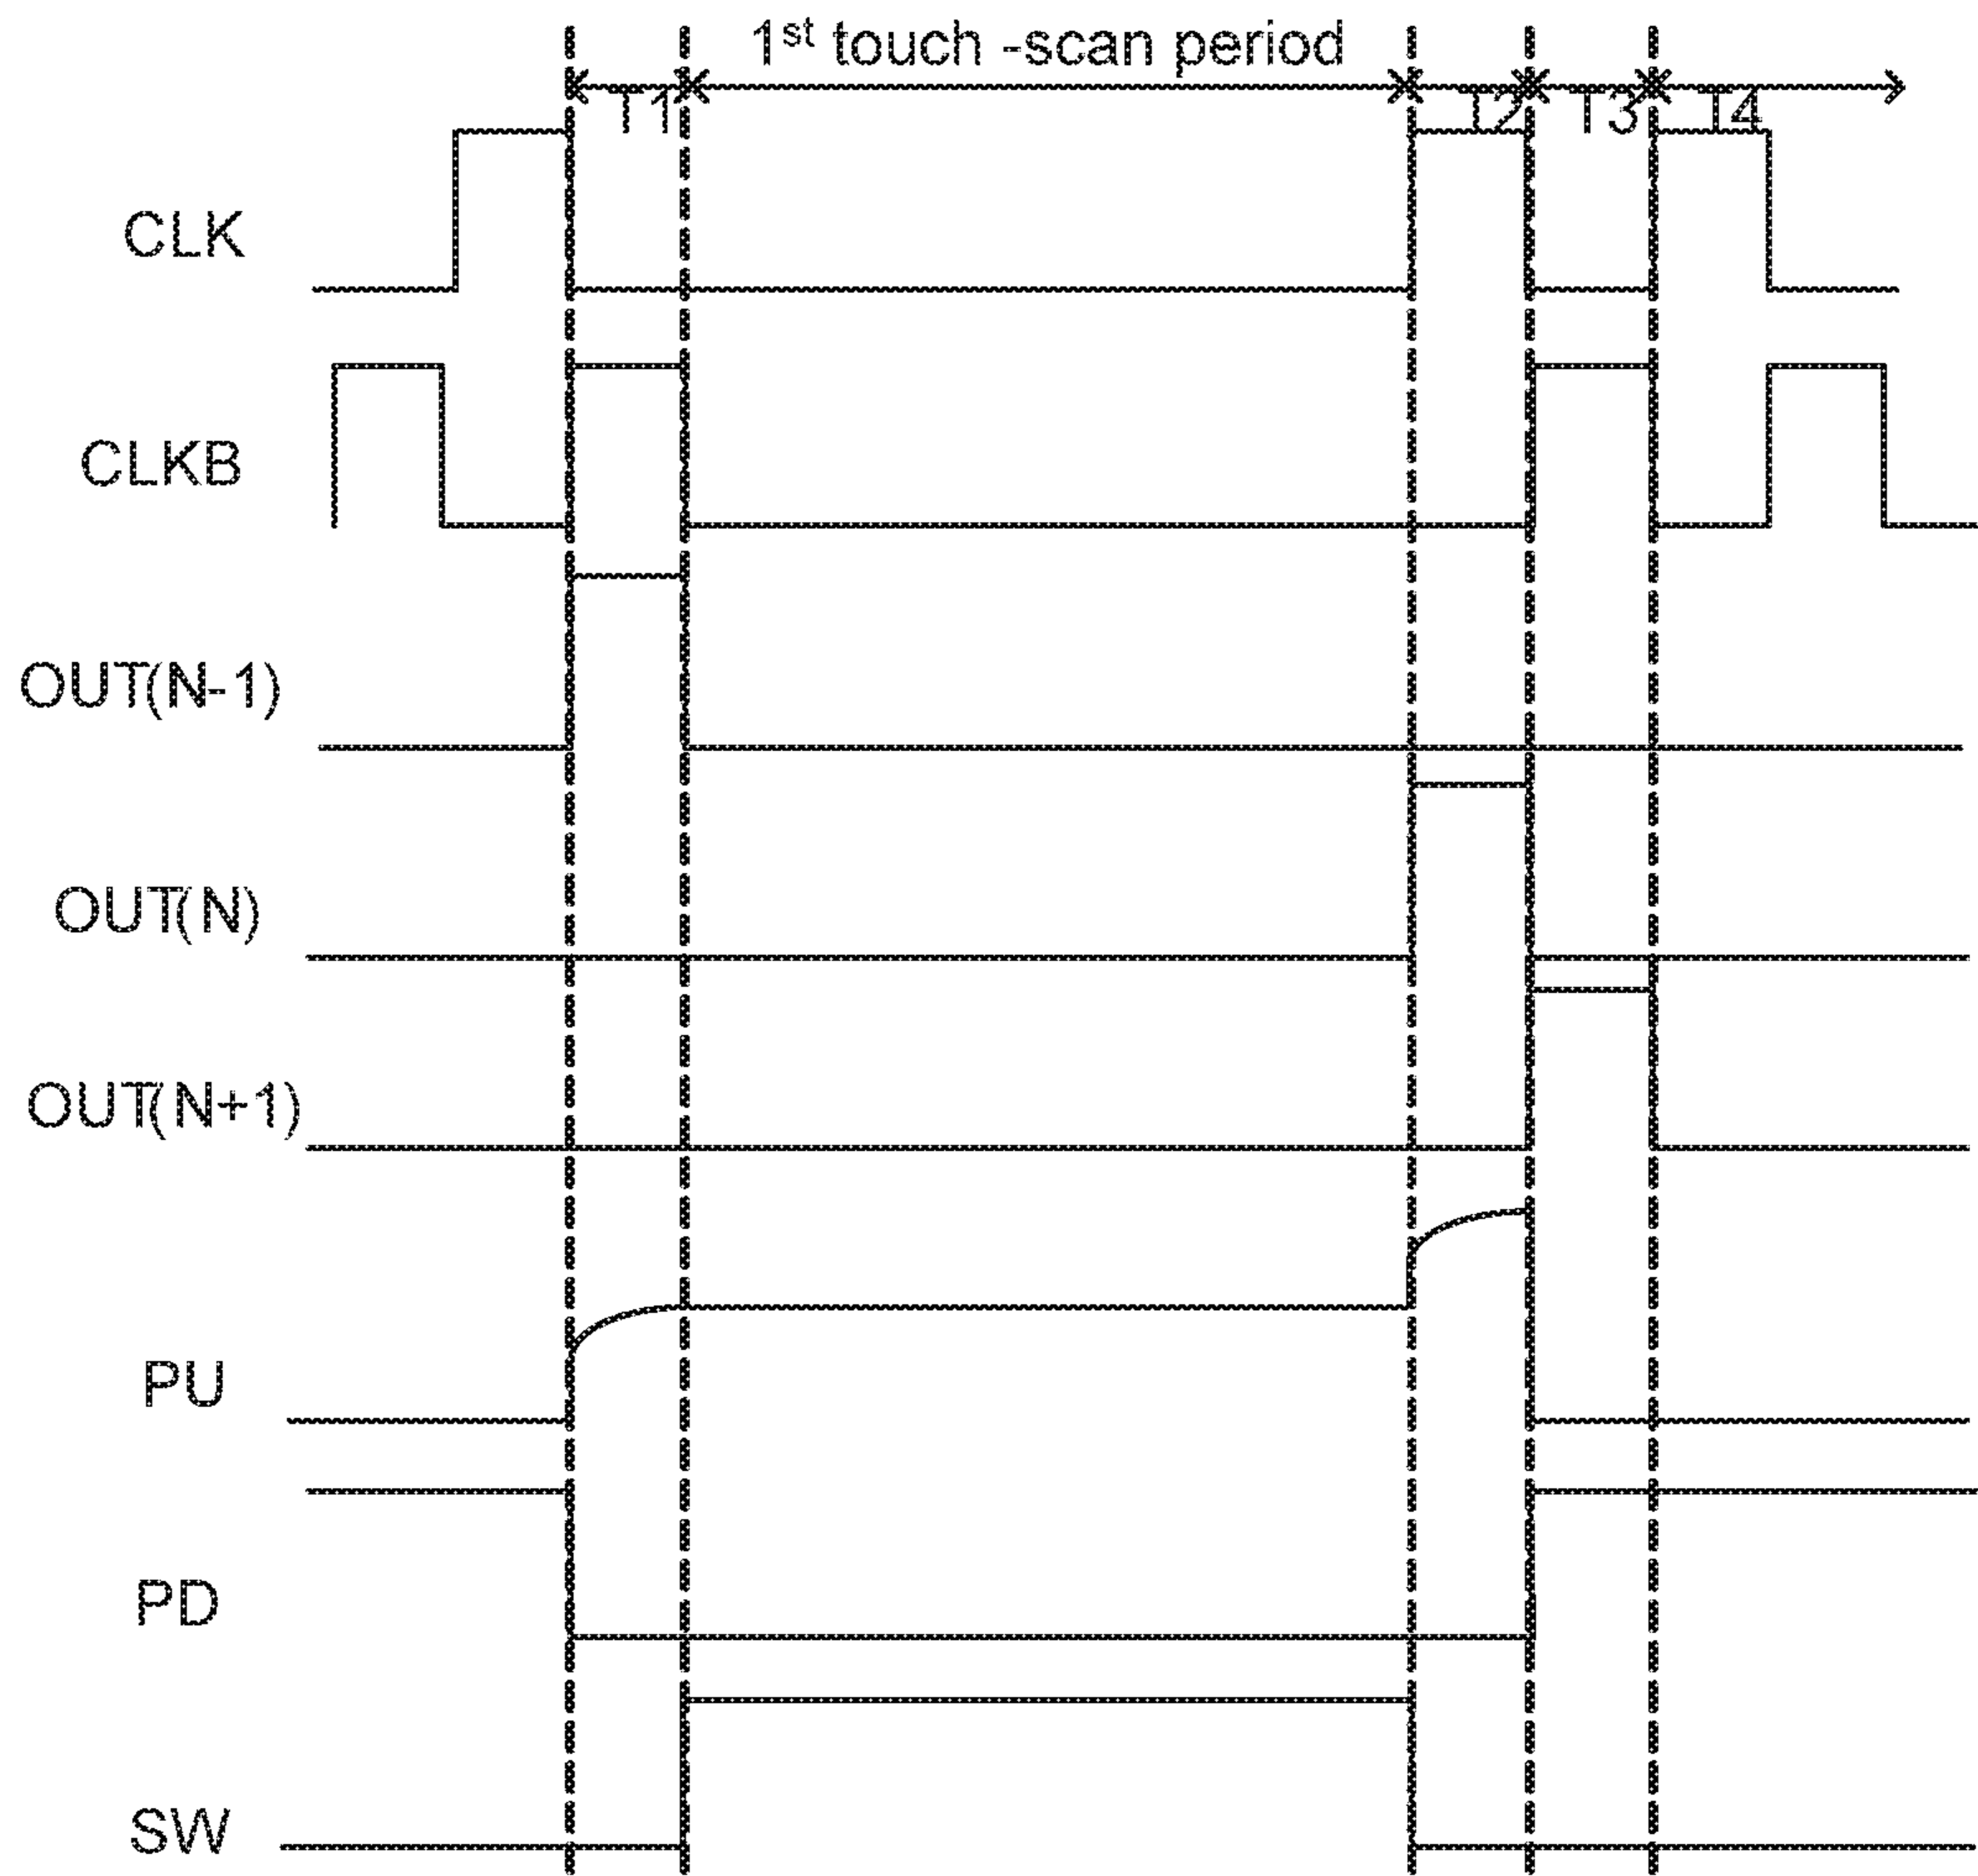 1st touch -scan period
T1 T2 T3 T4
CLK
CLKB
OUT(N-1)
OUT(N)
OUT(N+1)
PU
PD
SW